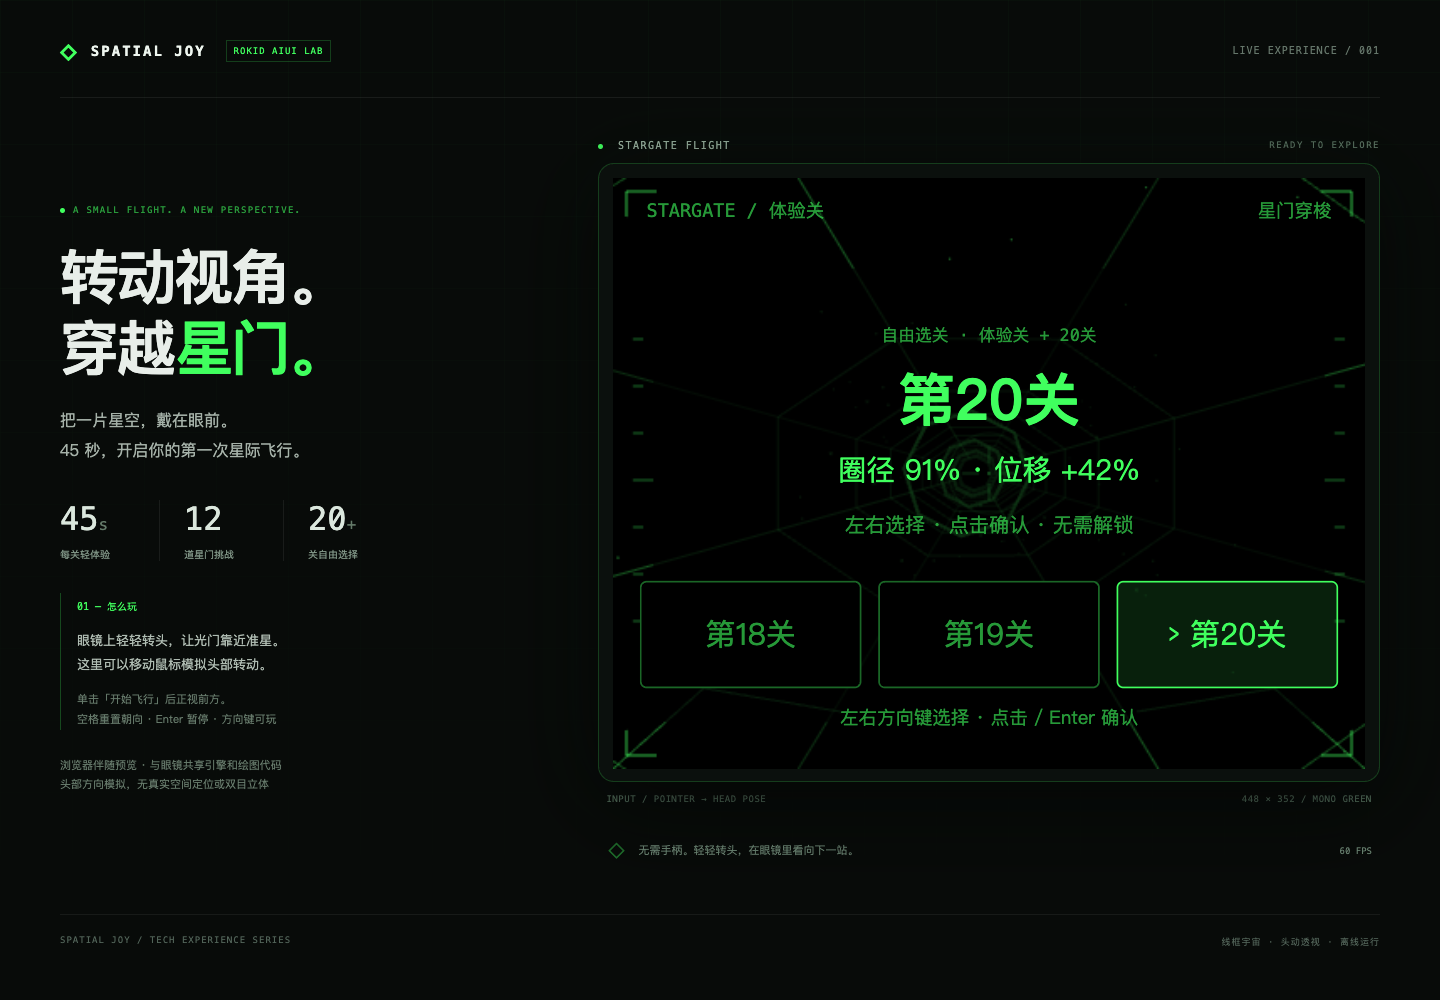 SPATIAL JOY
ROKID AIUI LAB
LIVE EXPERIENCE / 001
A SMALL FLIGHT. A NEW PERSPECTIVE.
转动视角。
穿越星门。
把一片星空，戴在眼前。
45 秒，开启你的第一次星际飞行。
45s
每关轻体验
12
道星门挑战
20+
关自由选择
01 — 怎么玩
眼镜上轻轻转头，让光门靠近准星。
这里可以移动鼠标模拟头部转动。
单击「开始飞行」后正视前方。
空格重置朝向 · Enter 暂停 · 方向键可玩
浏览器伴随预览 · 与眼镜共享引擎和绘图代码
头部方向模拟，无真实空间定位或双目立体
STARGATE FLIGHT
READY TO EXPLORE
STARGATE / 体验关
星门穿梭
自由选关 · 体验关 + 20关
第20关
圈径 91% · 位移 +42%
左右选择 · 点击确认 · 无需解锁
第18关
第19关
> 第20关
左右方向键选择 · 点击 / Enter 确认
INPUT / POINTER → HEAD POSE
448 × 352 / MONO GREEN
无需手柄。轻轻转头，在眼镜里看向下一站。
60 FPS
SPATIAL JOY / TECH EXPERIENCE SERIES
线框宇宙 · 头动透视 · 离线运行